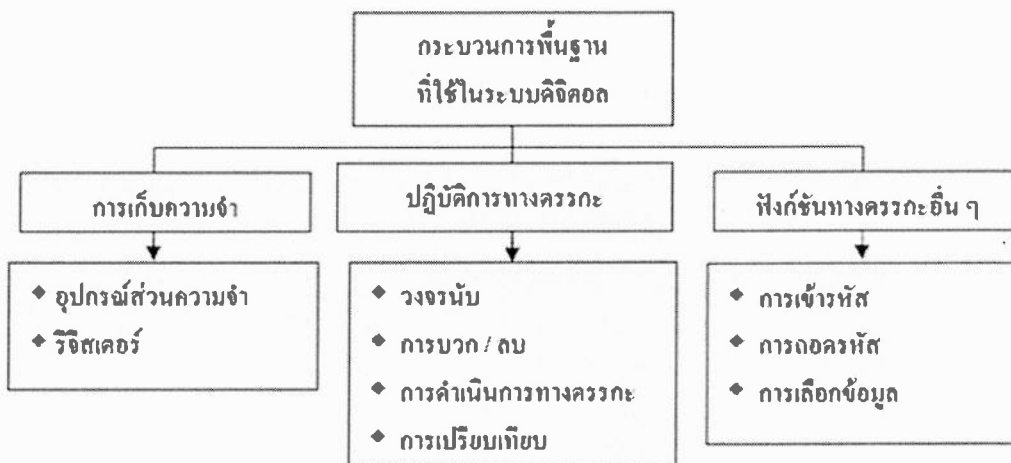 กระบวนการพื้นฐาน
ที่ใช้ในระบบดิจิตอล
การเก็บความจำ
◆ อุปกรณ์ส่วนความจำ
◆ รีจิสเตอร์
ปฏิบัติการทางตรรกะ
◆ วงจรนับ
◆ การบวก / ลบ
◆ การดำเนินการทางตรรกะ
◆ การเปรียบเทียบ
ฟังก์ชันทางตรรกะอื่น ๆ
◆ การเข้ารหัส
◆ การถอดรหัส
◆ การเลือกข้อมูล